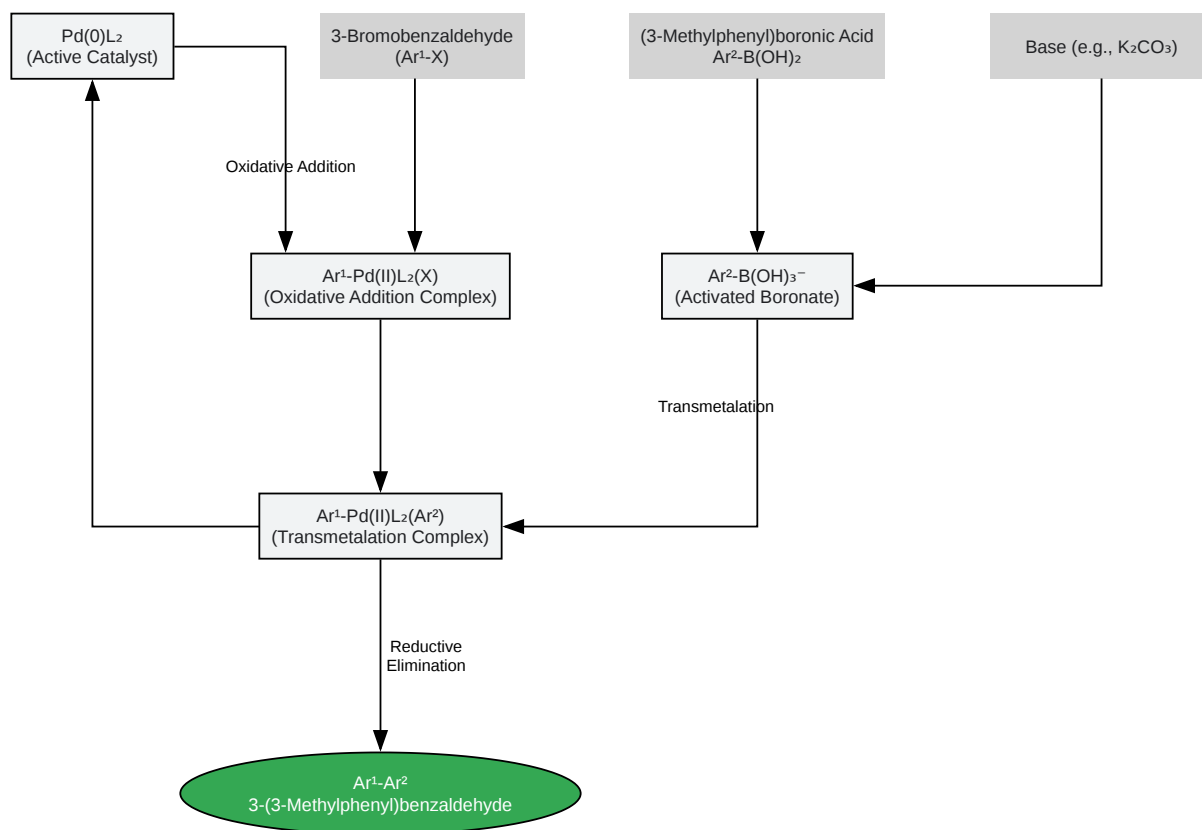 Pd(0)L₂
(Active Catalyst)
3-Bromobenzaldehyde
(Ar¹-X)
(3-Methylphenyl)boronic Acid
Ar²-B(OH)₂
Base (e.g., K₂CO₃)
Oxidative Addition
Ar¹-Pd(II)L₂(X)
(Oxidative Addition Complex)
Ar²-B(OH)₃⁻
(Activated Boronate)
Transmetalation
Ar¹-Pd(II)L₂(Ar²)
(Transmetalation Complex)
Reductive
Elimination
Ar¹-Ar²
3-(3-Methylphenyl)benzaldehyde